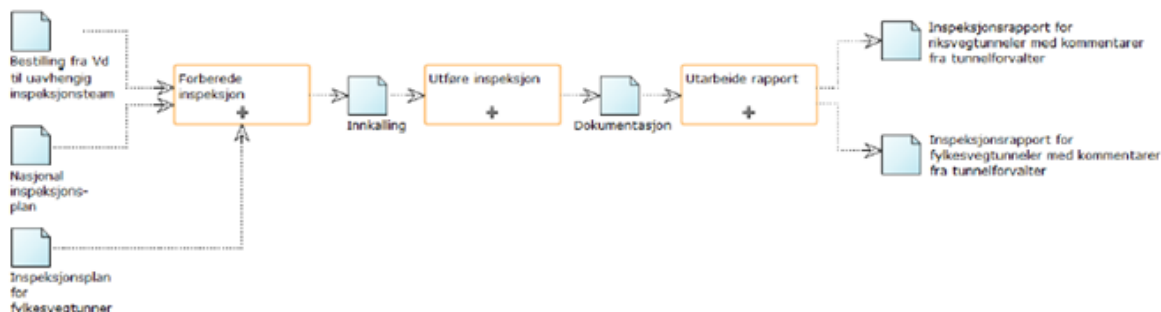 Bestilling fra Vd
til uavhengig
inspeksjonsteam
Nasjonal
inspeksjons-
plan
Inspeksjonsplan
for
fylkesvegtunner
Forberede
inspeksjon
Innkalling
Utføre inspeksjon
Dokumentasjon
Utarbeide rapport
Inspeksjonsrapport for
riksvegtunneler med kommentarer
fra tunnelforvalter
Inspeksjonsrapport for
fylkesvegtunneler med kommentarer
fra tunnelforvalter